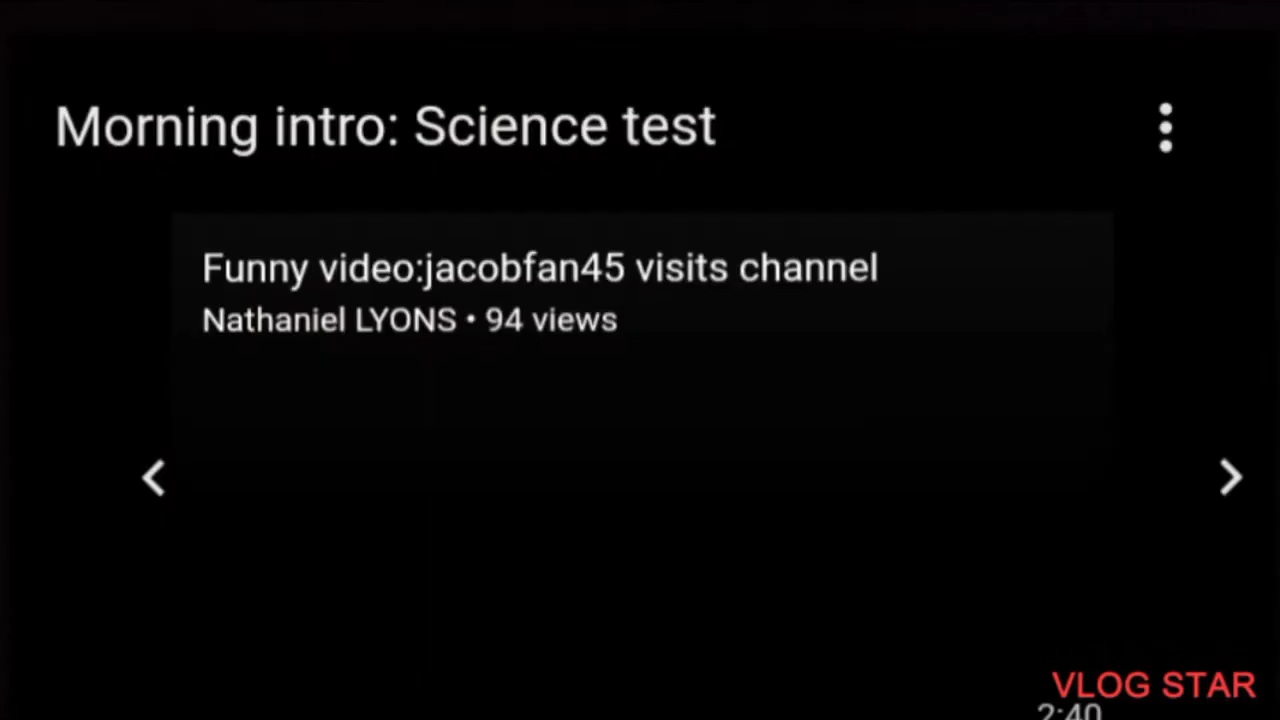 Morning intro: Science test
Funny video:jacobfan45 visits channel
Nathaniel LYONS • 94 views
VLOG STAR
2:40